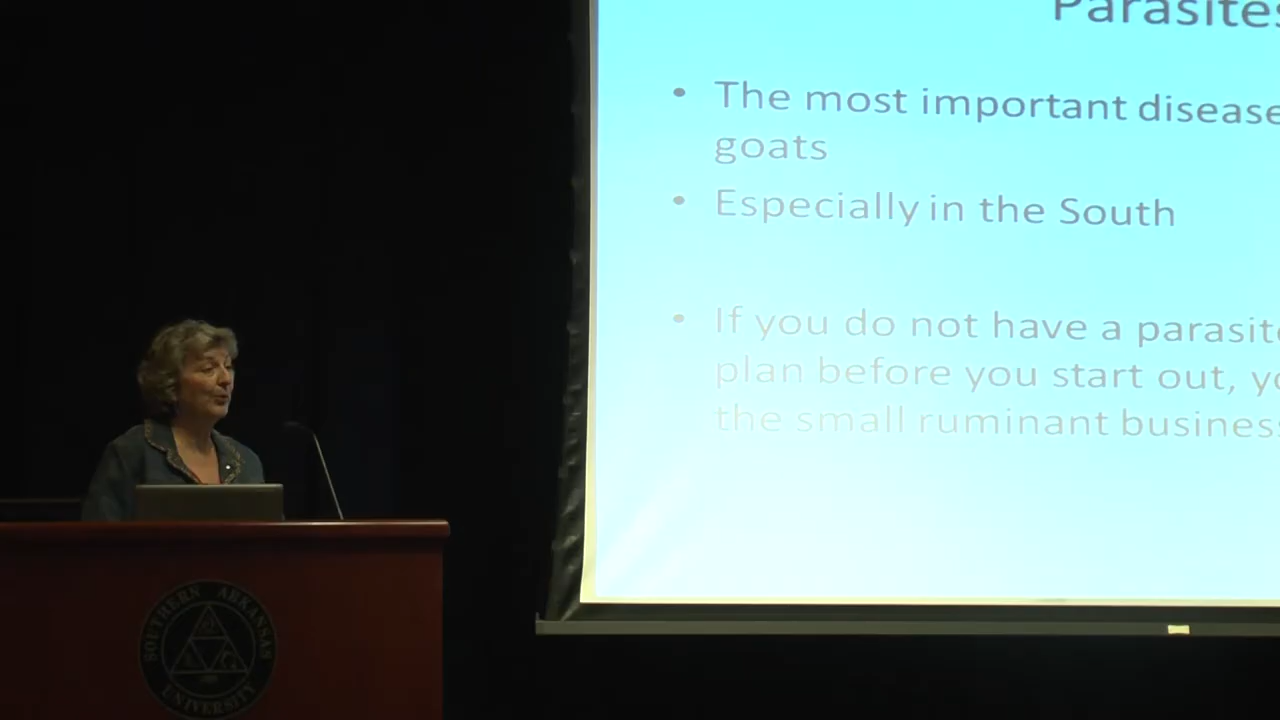 Parasites
• The most important disease
goats
• Especially in the South
• If you do not have a parasite
plan before you start out, yo
the small ruminant business
SOUTHERN ARKANSAS
UNIVERSITY